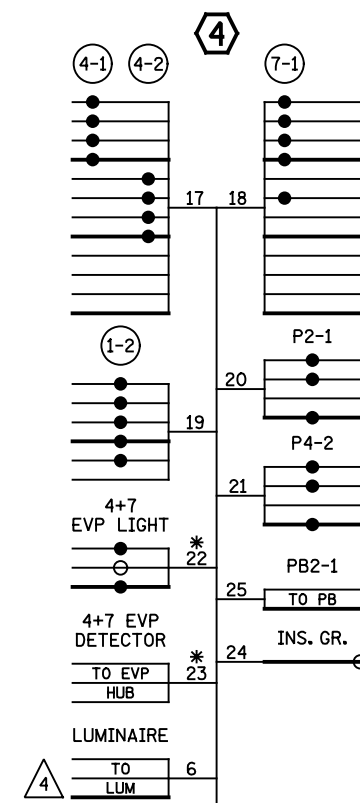 4
4-1 4-2 7-1
17 18
1-2
P2-1
20
19
P4-2
21
4+7
EVP LIGHT
*
22
PB2-1
25
TO PB
4+7 EVP
DETECTOR
INS. GR.
24
*
TO EVP
23
HUB
LUMINAIRE
TO
6
LUM
4